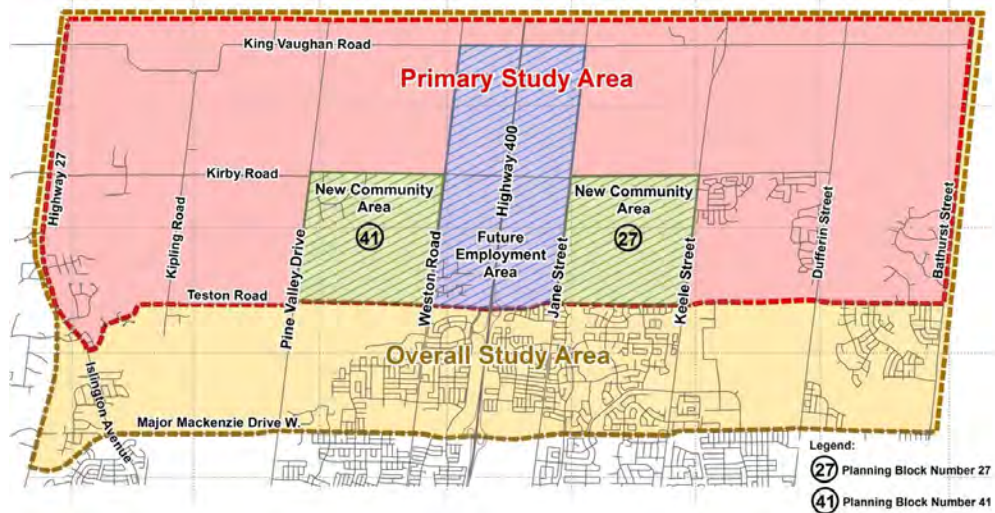 King Vaughan Road
Primary Study Area
Highway 27
Kipling Road
Kirby Road
Pine Valley Drive
New Community
Area
41
Weston Road
Highway 400
Future
Employment
Area
Jane Street
New Community
Area
27
Keele Street
Dufferin Street
Bathurst Street
Teston Road
Overall Study Area
Islington Avenue
Major Mackenzie Drive W.
Legend:
27 Planning Block Number 27
41 Planning Block Number 41